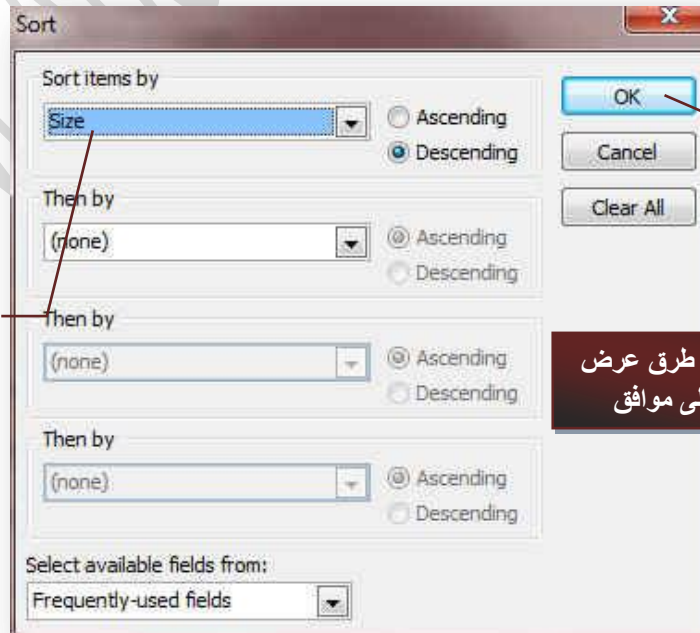 Sort
Sort items by
Size
Ascending
Descending
OK
Cancel
Clear All
Then by
(none)
Ascending
Descending
Then by
(none)
Ascending
Descending
طرق عرض
موافق
Then by
(none)
Ascending
Descending
Select available fields from:
Frequently-used fields